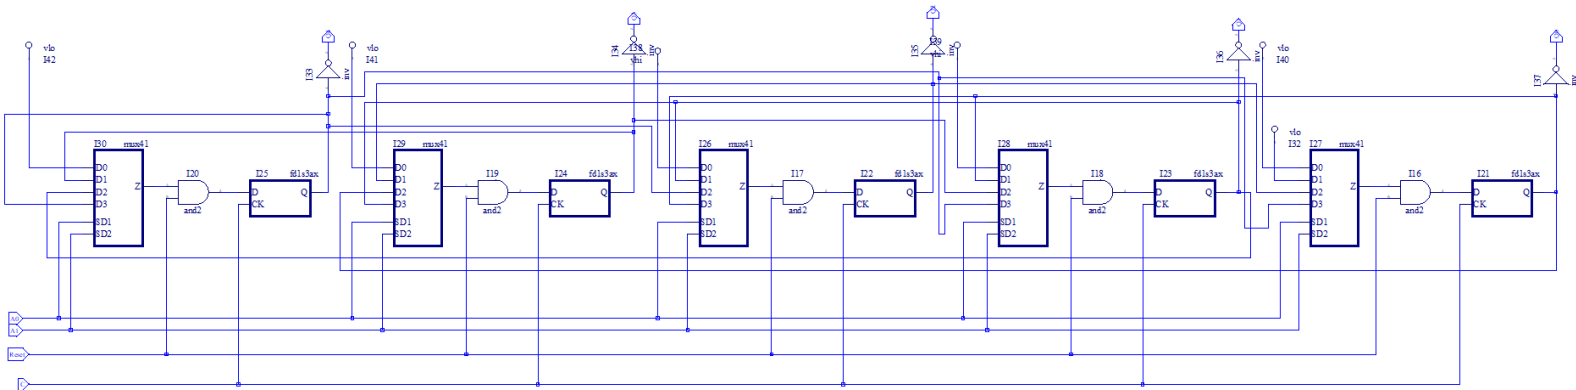 vlo
I42
I33
inv
vlo
I41
I34
inv
I38
vhi
I35
inv
I39
vhi
I36
inv
vlo
I40
I37
inv
vlo
I32
I30 mux41
D0
D1
D2
D3
SD1
SD2
Z
I20
and2
I25 fd1s3ax
D
CK
Q
I29 mux41
D0
D1
D2
D3
SD1
SD2
Z
I19
and2
I24 fd1s3ax
D
CK
Q
I26 mux41
D0
D1
D2
D3
SD1
SD2
Z
I17
and2
I22 fd1s3ax
D
CK
Q
I28 mux41
D0
D1
D2
D3
SD1
SD2
Z
I18
and2
I23 fd1s3ax
D
CK
Q
I27 mux41
D0
D1
D2
D3
SD1
SD2
Z
I16
and2
I21 fd1s3ax
D
CK
Q
A0
A1
Reset